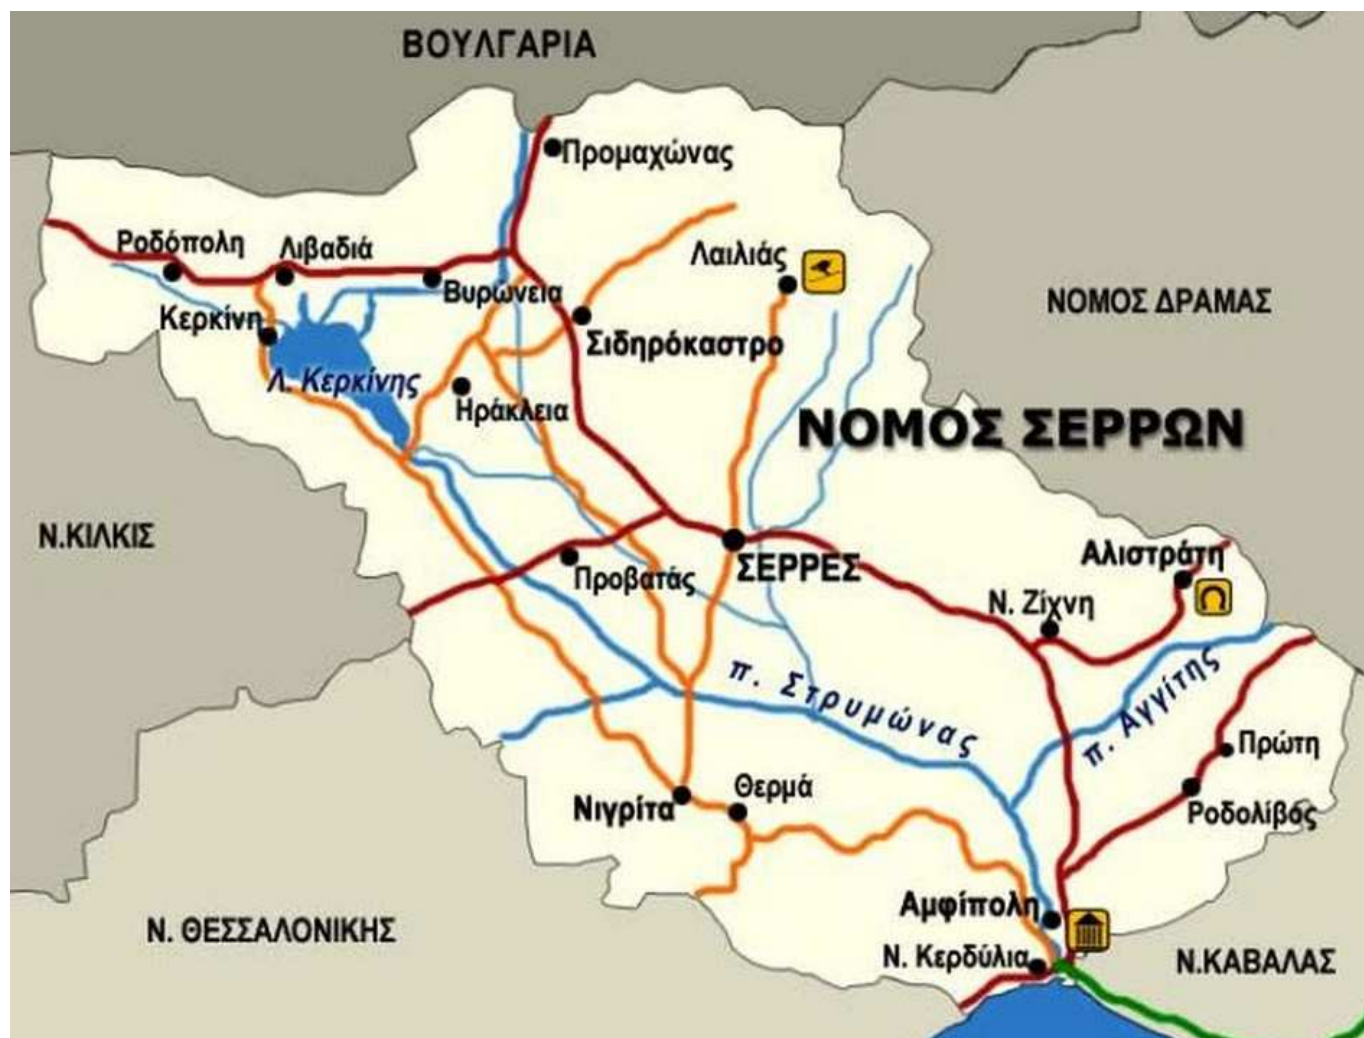 ΒΟΥΛΓΑΡΙΑ
Προμαχώνας
Ροδόπολη
Λιβαδιά
Λαιλιάς
Βυρώνεια
ΝΟΜΟΣ ΔΡΑΜΑΣ
Κερκίνη
Σιδηρόκαστρο
Λ. Κερκίνης
Ηράκλεια
ΝΟΜΟΣ ΣΕΡΡΩΝ
Ν.ΚΙΛΚΙΣ
Αλιστράτη
ΣΕΡΡΕΣ
Προβατάς
Ν. Ζίχνη
π. Στρυμώνας
π. Αγγίτης
Πρώτη
Θερμά
Νιγρίτα
Ροδολίβος
Αμφίπολη
Ν. ΘΕΣΣΑΛΟΝΙΚΗΣ
Ν. Κερδύλια
Ν.ΚΑΒΑΛΑΣ